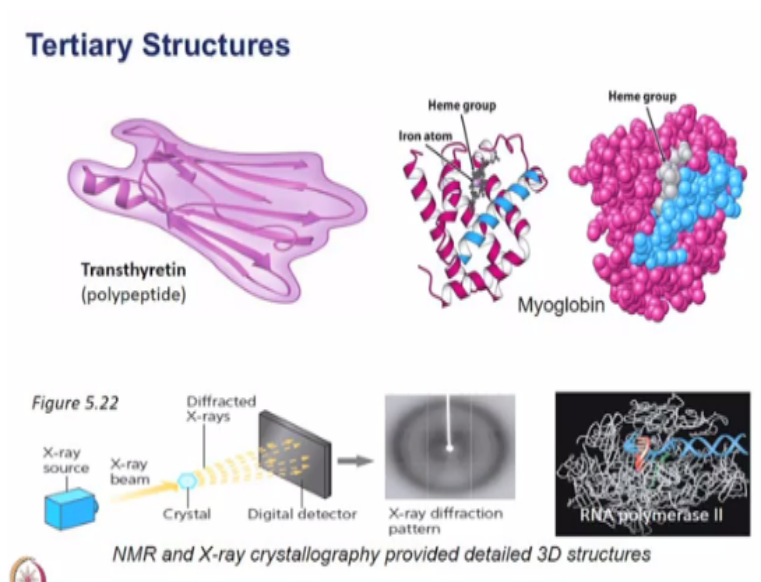 Tertiary Structures
Heme group
Iron atom
Heme group
Transthyretin
(polypeptide)
Myoglobin
Figure 5.22
Diffracted
X-rays
X-ray
source
X-ray
beam
Crystal
Digital detector
X-ray diffraction
pattern
RNA polymerase II
NMR and X-ray crystallography provided detailed 3D structures